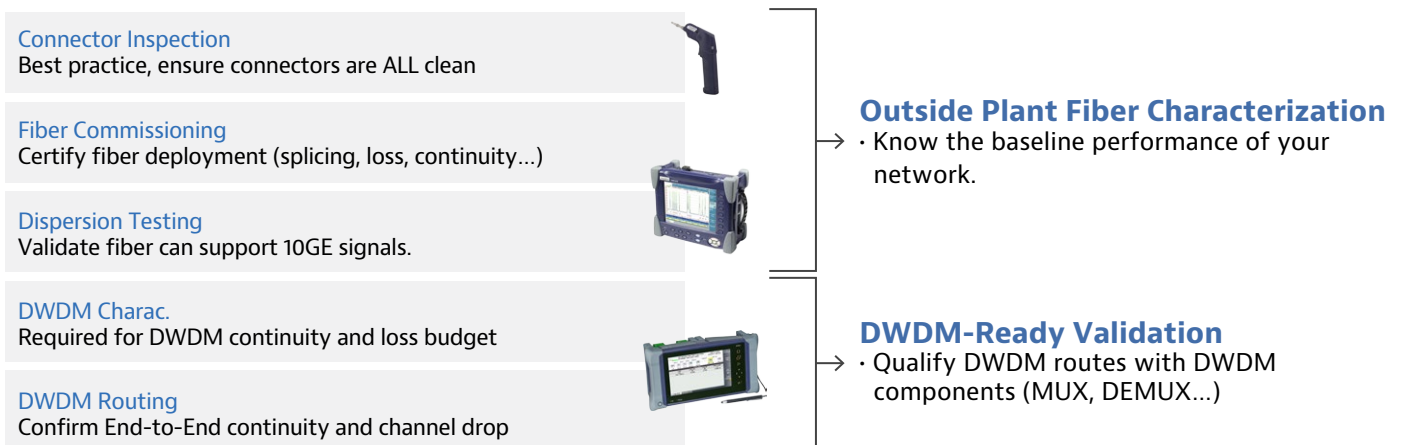 Connector Inspection
Best practice, ensure connectors are ALL clean
Fiber Commissioning
Certify fiber deployment (splicing, loss, continuity...)
Dispersion Testing
Validate fiber can support 10GE signals.
DWDM Charac.
Required for DWDM continuity and loss budget
DWDM Routing
Confirm End-to-End continuity and channel drop
Outside Plant Fiber Characterization
· Know the baseline performance of your
network.
DWDM-Ready Validation
· Qualify DWDM routes with DWDM
components (MUX, DEMUX...)